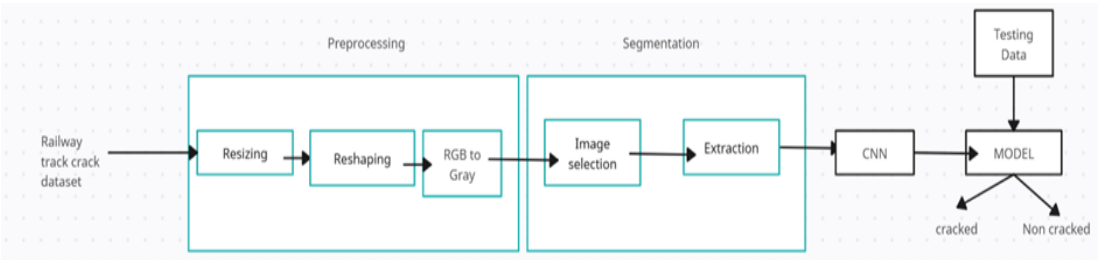 Preprocessing
Segmentation
Testing
Data
Railway
track crack
dataset
Resizing
Reshaping
RGB to
Gray
Image
selection
Extraction
CNN
MODEL
cracked
Non cracked